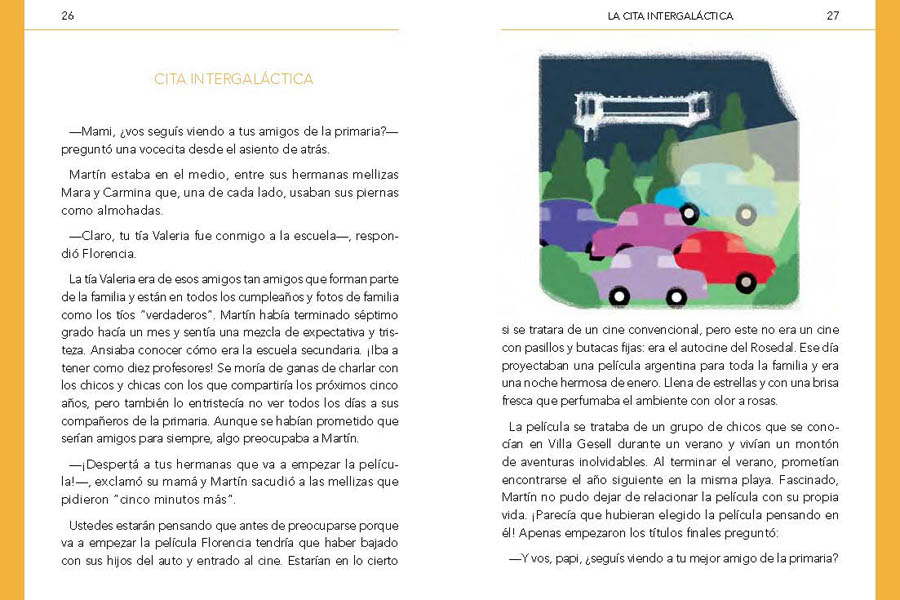 26
CITA INTERGALÁCTICA
—Mami, ¿vos seguís viendo a tus amigos de la primaria?—
preguntó una vocecita desde el asiento de atrás.
Martín estaba en el medio, entre sus hermanas mellizas
Mara y Carmina que, una de cada lado, usaban sus piernas
como almohadas.
—Claro, tu tía Valeria fue conmigo a la escuela—, respon-
dió Florencia.
La tía Valeria era de esos amigos tan amigos que forman parte
de la familia y están en todos los cumpleaños y fotos de familia
como los tíos “verdaderos”. Martín había terminado séptimo
grado hacía un mes y sentía una mezcla de expectativa y tris-
teza. Ansiaba conocer cómo era la escuela secundaria. ¡Iba a
tener como diez profesores! Se moría de ganas de charlar con
los chicos y chicas con los que compartiría los próximos cinco
años, pero también lo entristecía no ver todos los días a sus
compañeros de la primaria. Aunque se habían prometido que
serían amigos para siempre, algo preocupaba a Martín.
—¡Despertá a tus hermanas que va a empezar la pelícu-
la!—, exclamó su mamá y Martín sacudió a las mellizas que
pidieron “cinco minutos más”.
Ustedes estarán pensando que antes de preocuparse porque
va a empezar la película Florencia tendría que haber bajado
con sus hijos del auto y entrado al cine. Estarían en lo cierto
LA CITA INTERGALÁCTICA
27
si se tratara de un cine convencional, pero este no era un cine
con pasillos y butacas fijas: era el autocine del Rosedal. Ese día
proyectaban una película argentina para toda la familia y era
una noche hermosa de enero. Llena de estrellas y con una brisa
fresca que perfumaba el ambiente con olor a rosas.
La película se trataba de un grupo de chicos que se cono-
cían en Villa Gesell durante un verano y vivían un montón
de aventuras inolvidables. Al terminar el verano, prometían
encontrarse el año siguiente en la misma playa. Fascinado,
Martín no pudo dejar de relacionar la película con su propia
vida. ¡Parecía que hubieran elegido la película pensando en
él! Apenas empezaron los títulos finales preguntó:
—Y vos, papi, ¿seguís viendo a tu mejor amigo de la primaria?